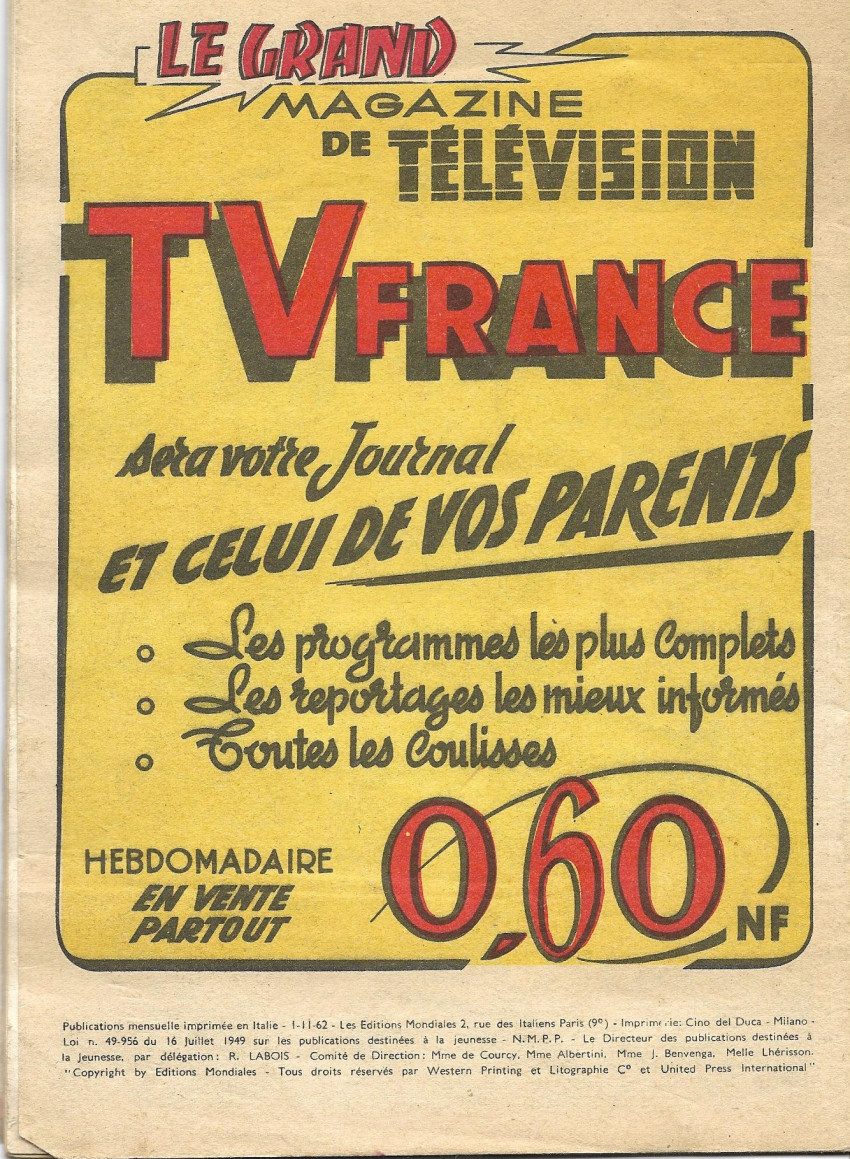 LE GRAND
MAGAZINE
DE TÉLÉVISION
TV FRANCE
sera votre Journal
ET CELUI DE VOS PARENTS
Les programmes les plus Complets
Les reportages les mieux informés
Toutes les Coulisses
HEBDOMADAIRE
EN VENTE
PARTOUT
0,60 NF
Publications mensuelle imprimée en Italie - 1-11-62 - Les Editions Mondiales 2, rue des Italiens Paris (9º) - Imprimerie: Cino del Duca - Milano -
Loi n. 49-956 du 16 Juillet 1949 sur les publications destinées à la jeunesse - N.M.P.P. - Le Directeur des publications destinées à
la Jeunesse, par délégation: R. LABOIS - Comité de Direction: Mme de Courcy, Mme Albertini, Mme J. Benvenga, Melle Lhérisson.
"Copyright by Editions Mondiales - Tous droits réservés par Western Printing et Litographie Cº et United Press International"